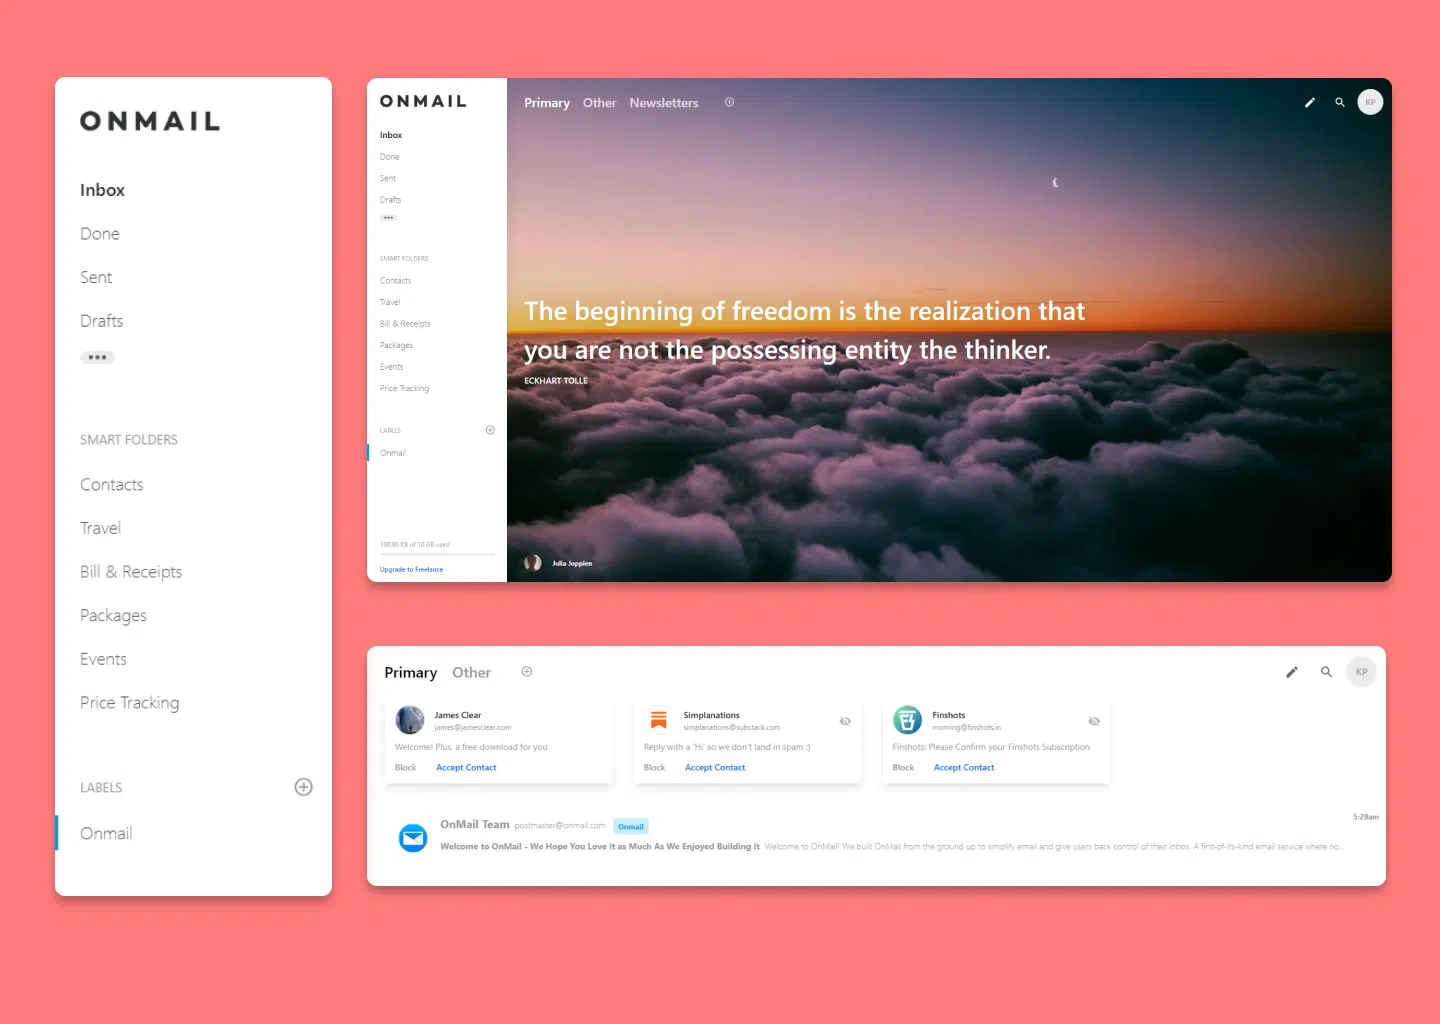 ONMAIL
Inbox
Done
Sent
Drafts
SMART FOLDERS
Contacts
Travel
Bill & Receipts
Packages
Events
Price Tracking
LABELS
Onmail
ONMAIL
Inbox
Done
Sent
Drafts
SMART FOLDERS
Contacts
Travel
Bill & Receipts
Packages
Events
Price Tracking
LABELS
Onmail
100.86 KB of 10 GB used
Upgrade to Freelance
Primary Other Newsletters
KP
The beginning of freedom is the realization that
you are not the possessing entity the thinker.
ECKHART TOLLE
Julia Joppien
Primary Other
KP
James Clear
james@jamesclear.com
Welcome! Plus, a free download for you
Block Accept Contact
Simplanations
simplanations@substack.com
Reply with a 'Hi' so we don't land in spam :)
Block Accept Contact
Finshots
morning@finshots.in
Finshots: Please Confirm your Finshots Subscription
Block Accept Contact
OnMail Team postmaster@onmail.com Onmail
5:28am
Welcome to OnMail - We Hope You Love It as Much As We Enjoyed Building It Welcome to OnMail! We built OnMail from the ground up to simplify email and give users back control of their inbox. A first-of-its-kind email service where no...